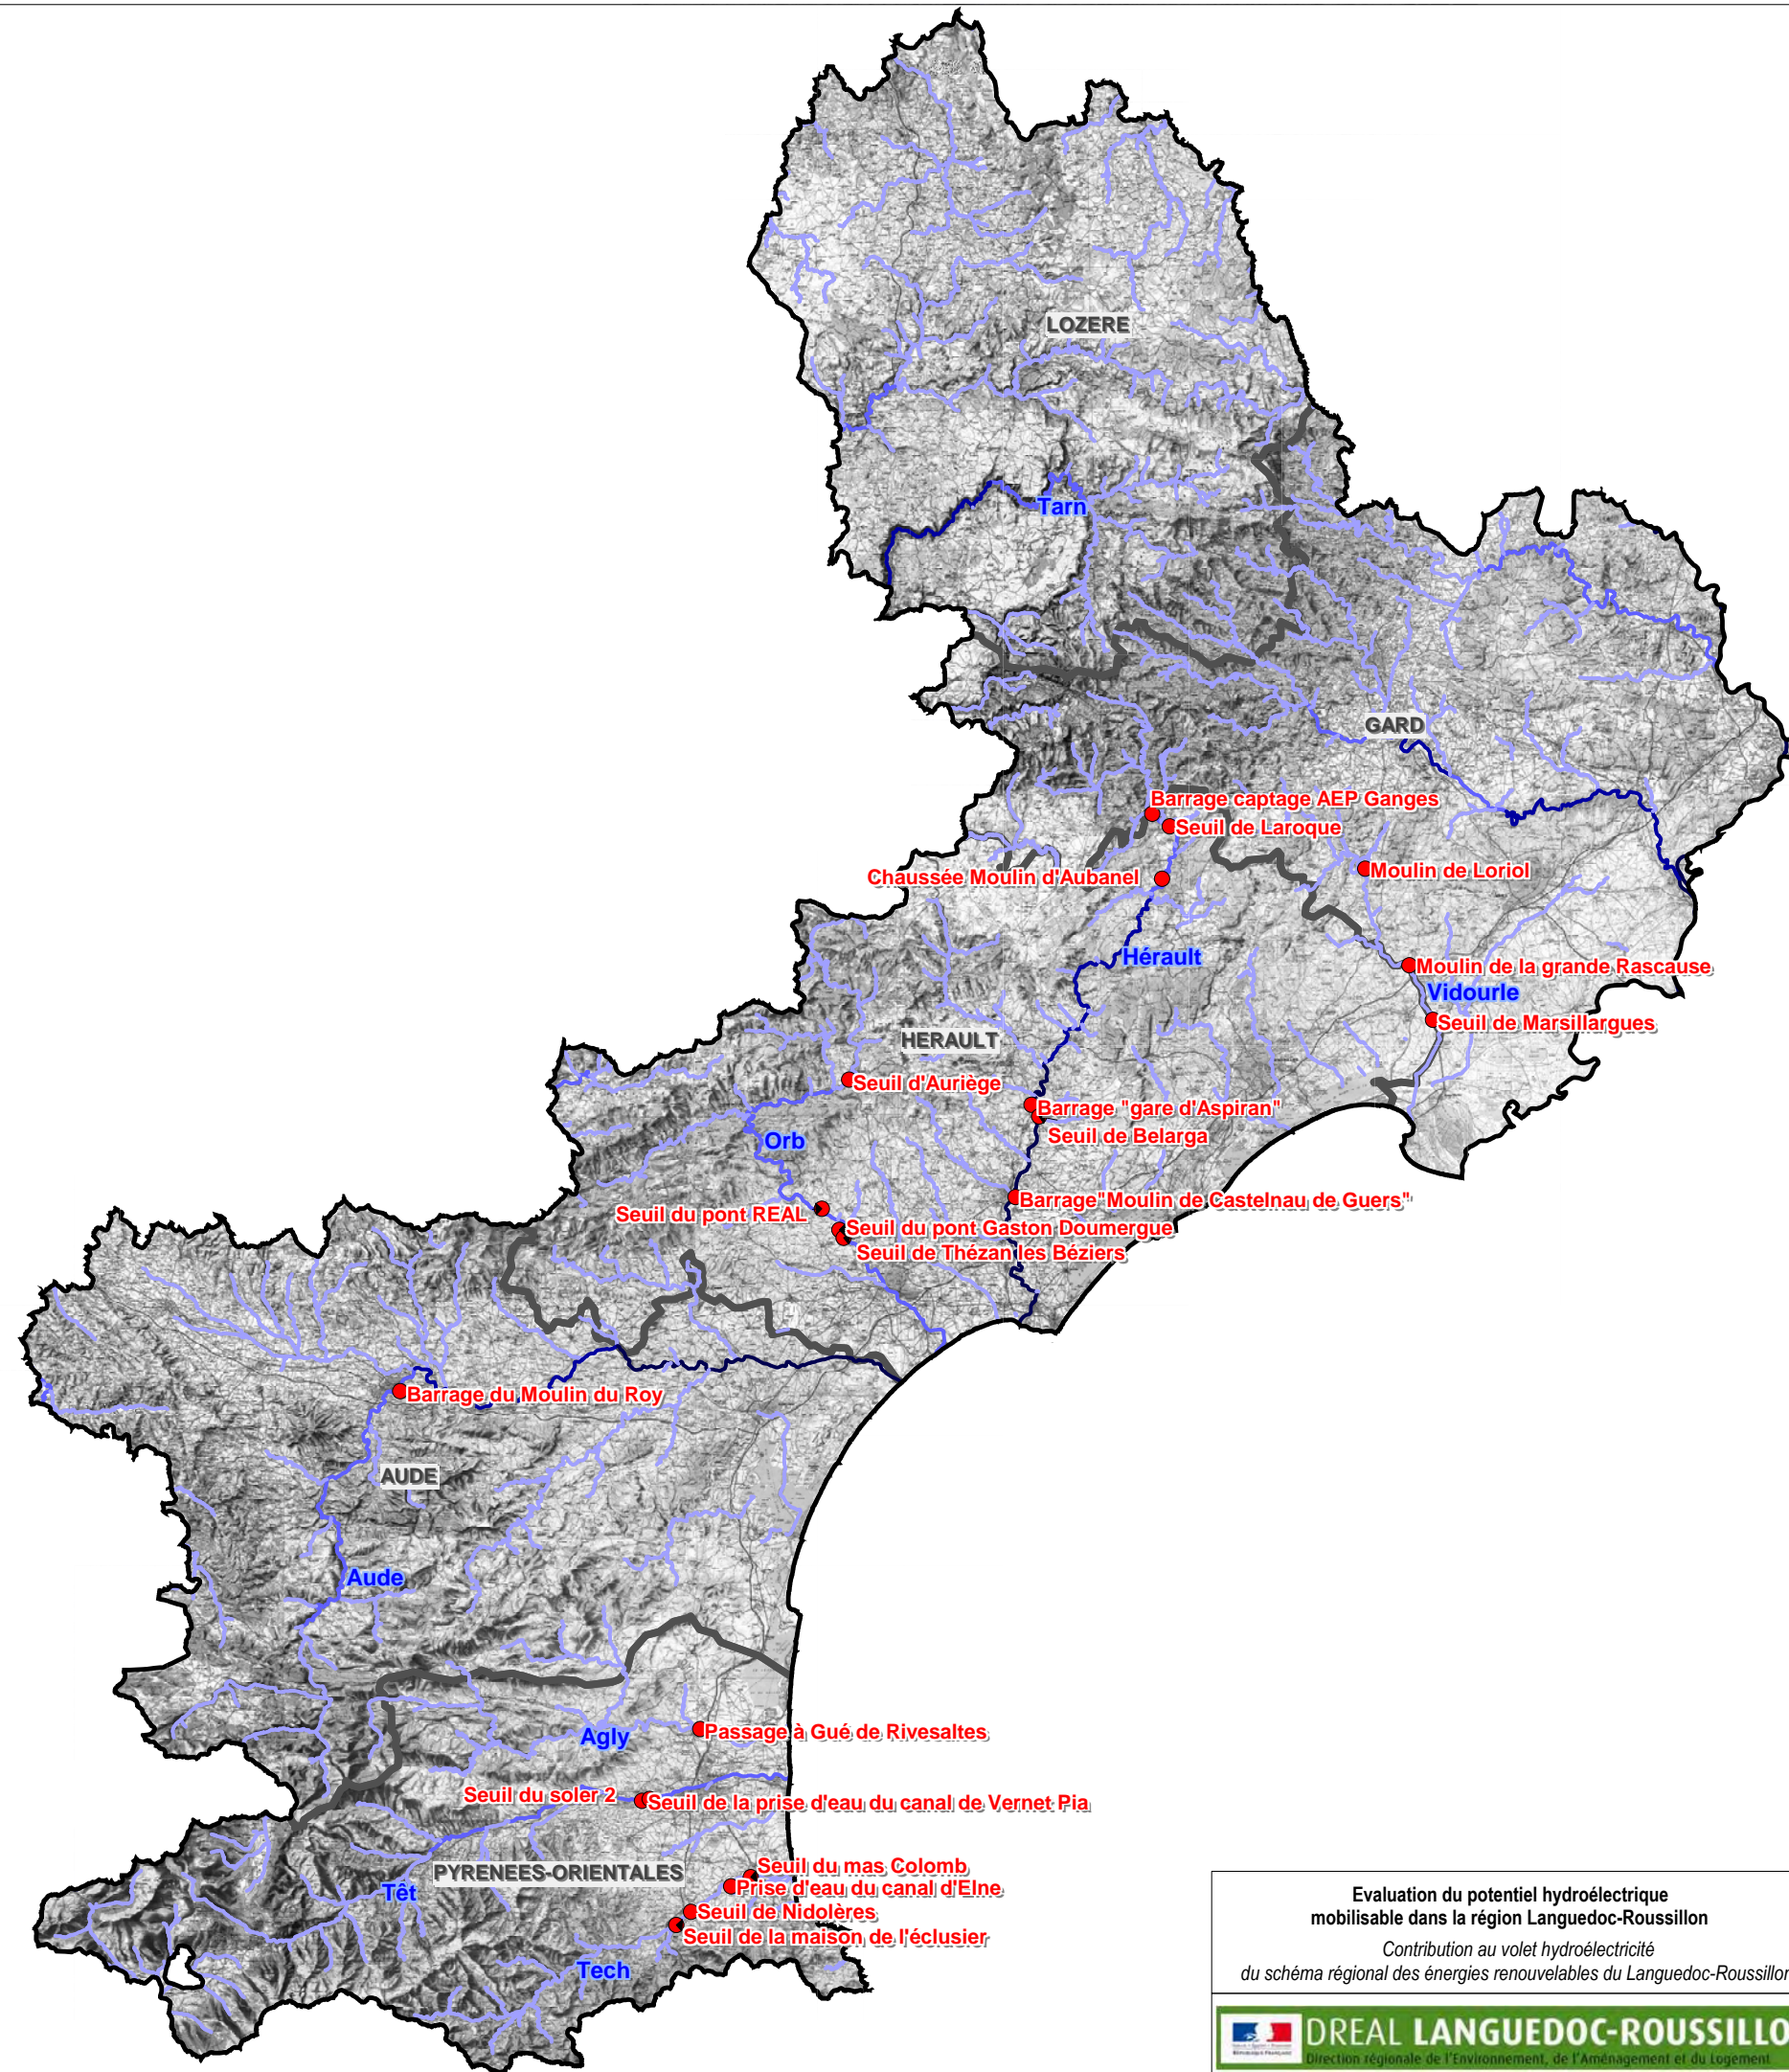 LOZERE
Tarn
GARD
Barrage captage AEP Ganges
Seuil de Laroque
Moulin de Loriol
Chaussée Moulin d'Aubanel
Hérault
Moulin de la grande Rascause
Vidourle
Seuil de Marsillargues
HERAULT
Seuil d'Auriège
Barrage "gare d'Aspiran"
Seuil de Belarga
Orb
Barrage"Moulin de Castelnau de Guers"
Seuil du pont REAL
Seuil du pont Gaston Doumergue
Seuil de Thézan les Béziers
Barrage du Moulin du Roy
AUDE
Aude
Agly
Passage à Gué de Rivesaltes
Seuil du soler 2
Seuil de la prise d'eau du canal de Vernet Pia
PYRENEES-ORIENTALES
Seuil du mas Colomb
Prise d'eau du canal d'Elne
Têt
Seuil de Nidolères
Seuil de la maison de l'éclusier
Tech
Evaluation du potentiel hydroélectrique
mobilisable dans la région Languedoc-Roussillon
Contribution au volet hydroélectricité
du schéma régional des énergies renouvelables du Languedoc-Roussillon
DREAL LANGUEDOC-ROUSSILLO
Direction régionale de l'Environnement, de l'Aménagement et du Logement